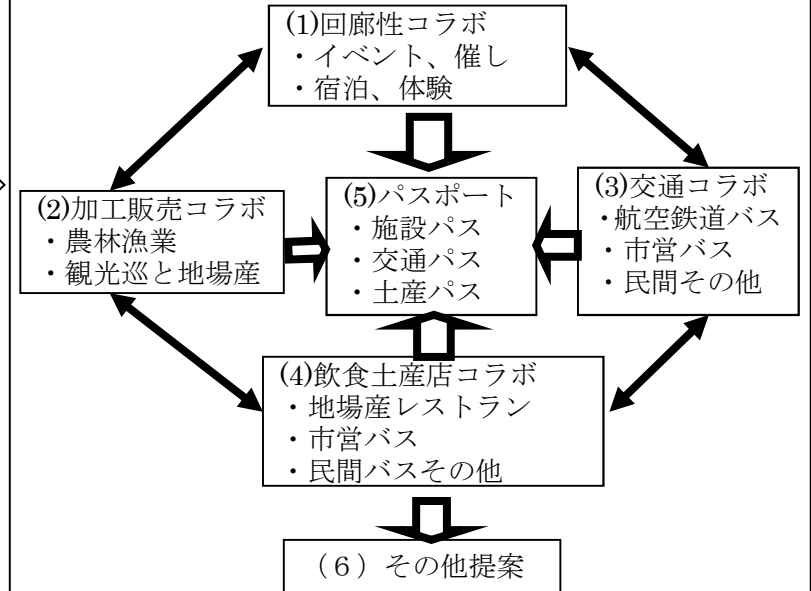 (1)回廊性コラボ
・イベント、催し
・宿泊、体験
(2)加工販売コラボ
・農林漁業
・観光巡と地場産
(5)パスポート
・施設パス
・交通パス
・土産パス
(3)交通コラボ
・航空鉄道バス
・市営バス
・民間その他
(4)飲食土産店コラボ
・地場産レストラン
・市営バス
・民間バスその他
（６）その他提案